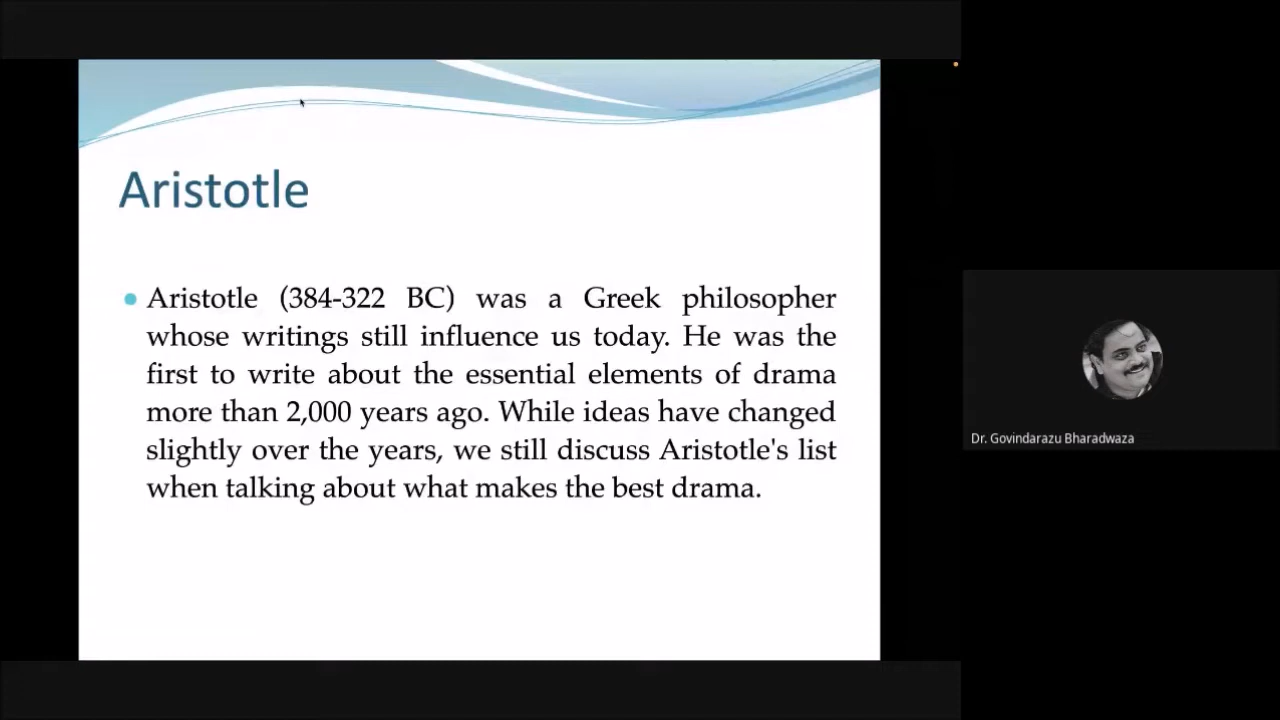 Aristotle
Aristotle (384-322 BC) was a Greek philosopher
whose writings still influence us today. He was the
first to write about the essential elements of drama
more than 2,000 years ago. While ideas have changed
slightly over the years, we still discuss Aristotle's list
when talking about what makes the best drama.
Dr. Govindarazu Bharadwaza